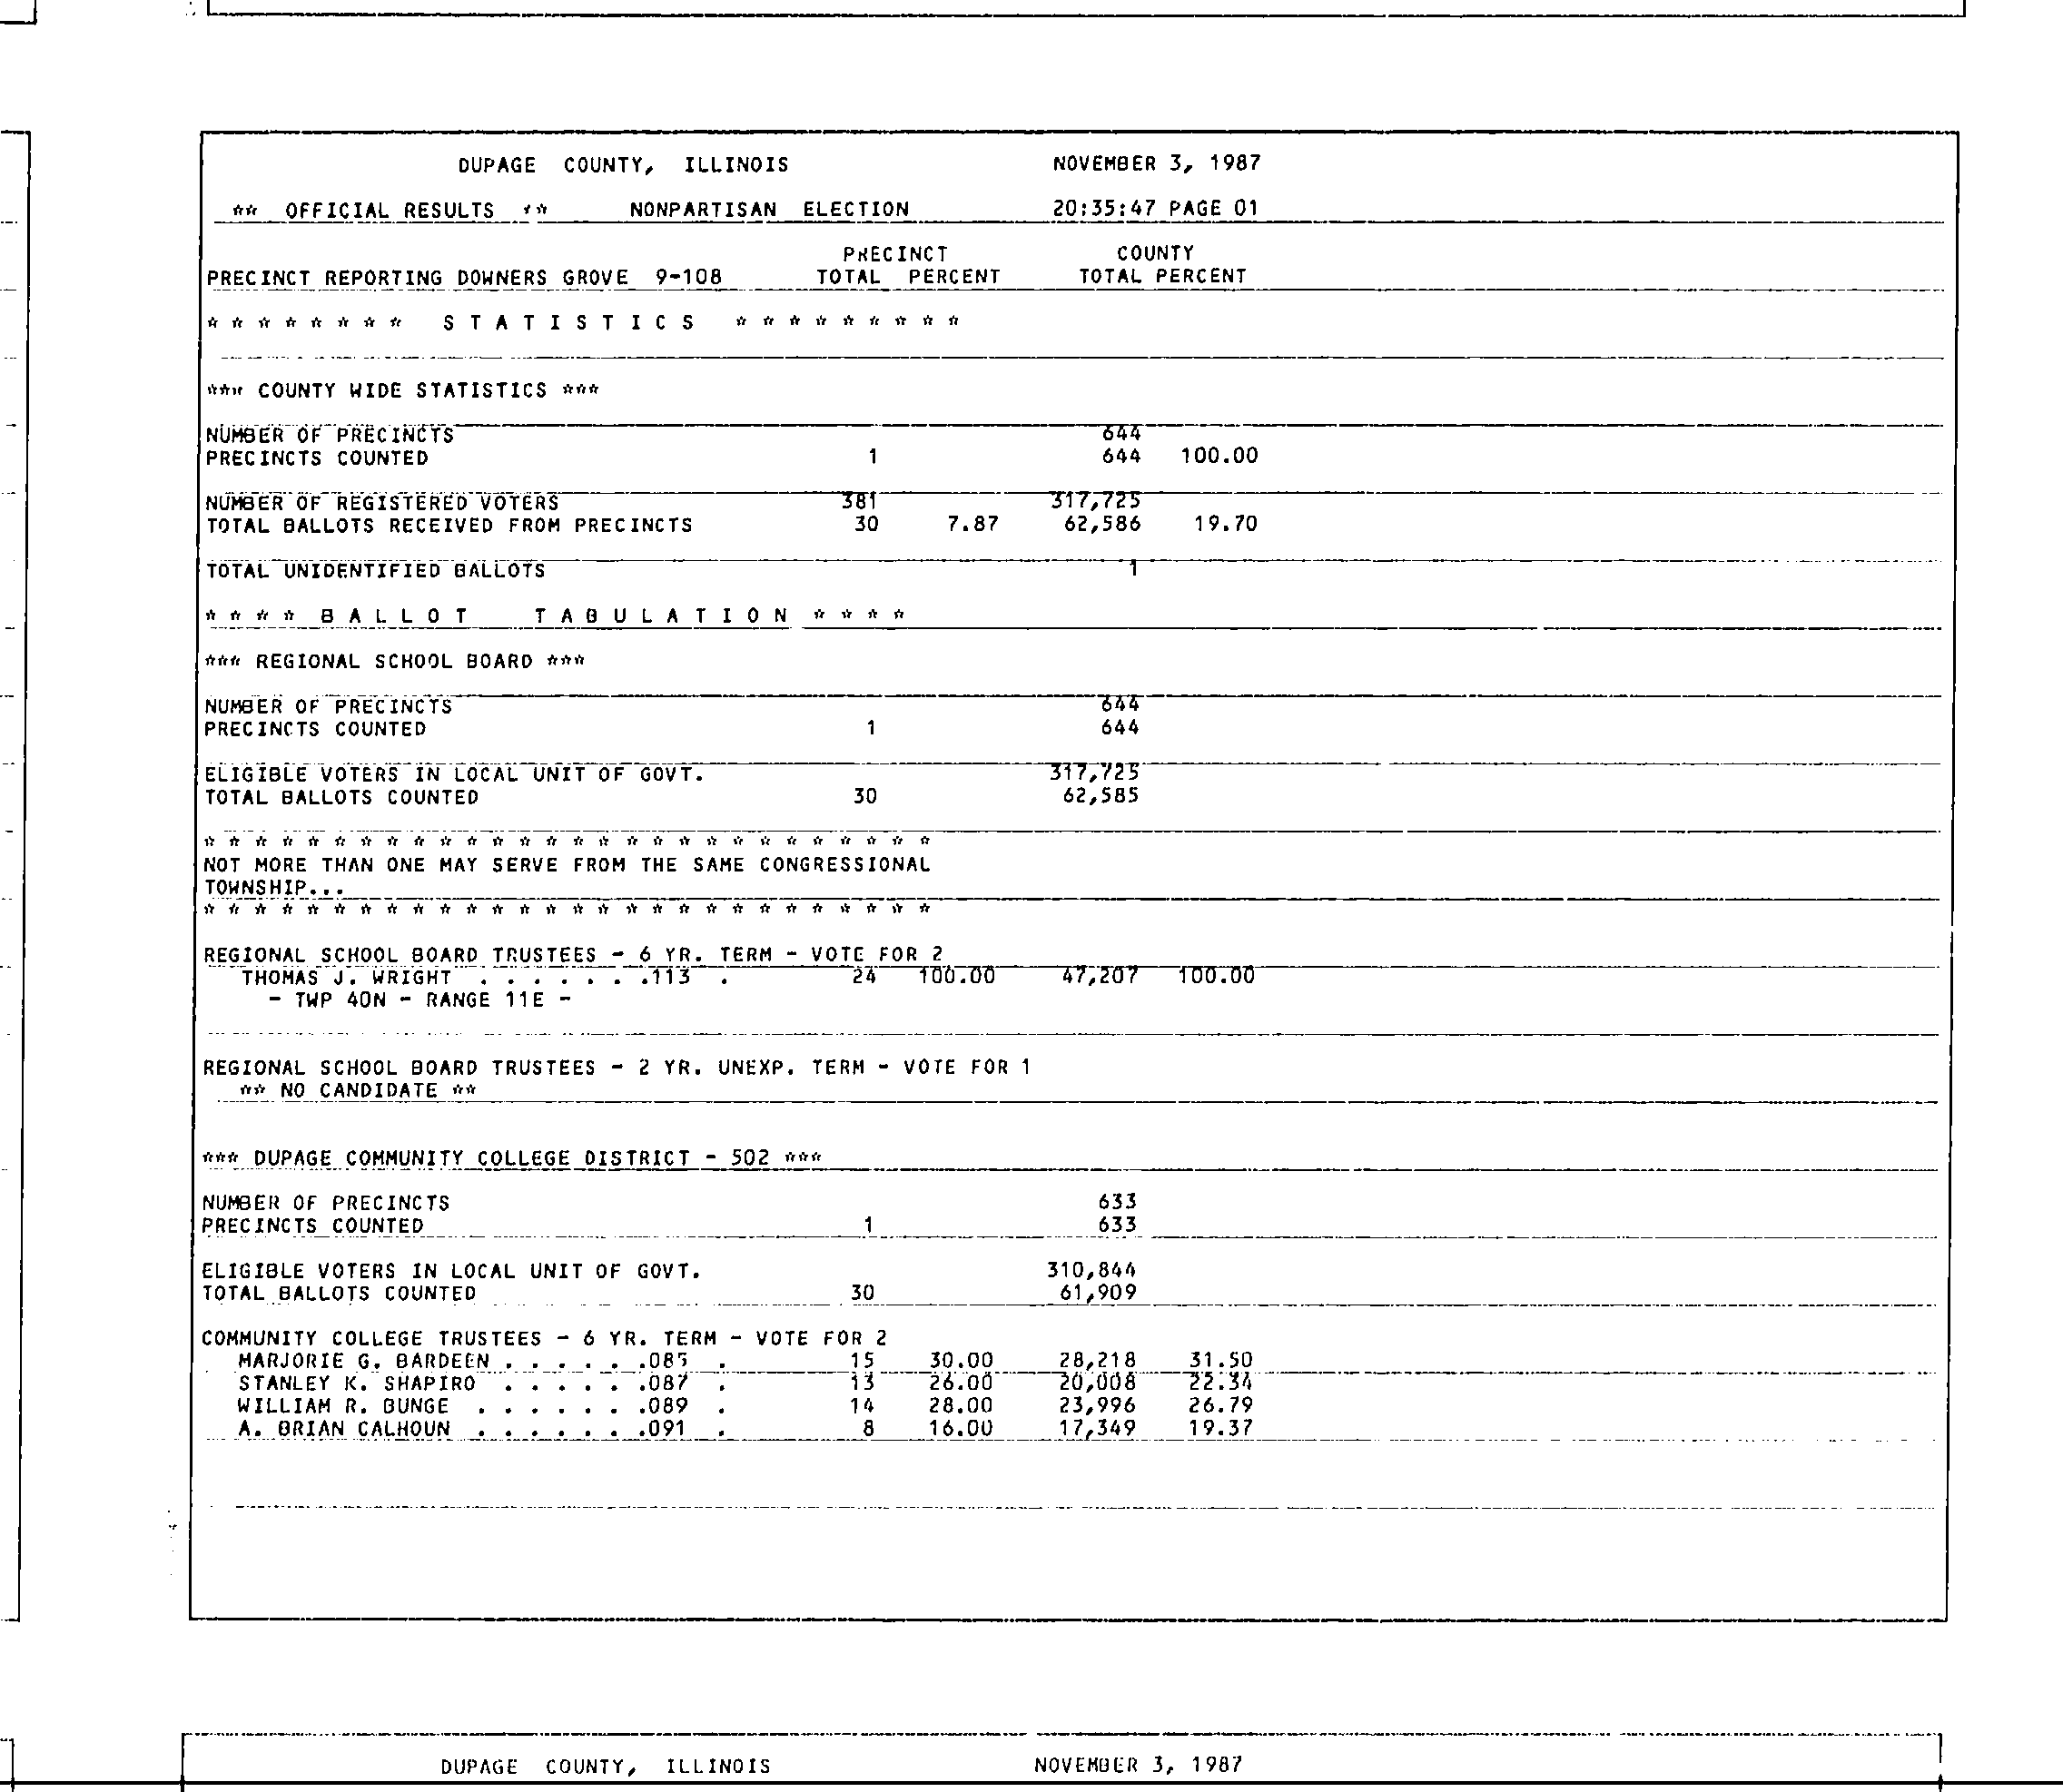 DUPAGE COUNTY, ILLINOIS NOVEMBER 3, 1987
** OFFICIAL RESULTS ** NONPARTISAN ELECTION 20:35:47 PAGE 01
PRECINCT COUNTY
PRECINCT REPORTING DOWNERS GROVE 9-108 TOTAL PERCENT TOTAL PERCENT
* * * * * * * * S T A T I S T I C S * * * * * * * * *
*** COUNTY WIDE STATISTICS ***
NUMBER OF PRECINCTS 644
PRECINCTS COUNTED 1 644 100.00
NUMBER OF REGISTERED VOTERS 381 317,725
TOTAL BALLOTS RECEIVED FROM PRECINCTS 30 7.87 62,586 19.70
TOTAL UNIDENTIFIED BALLOTS 1
* * * * B A L L O T T A B U L A T I O N * * * *
*** REGIONAL SCHOOL BOARD ***
NUMBER OF PRECINCTS 644
PRECINCTS COUNTED 1 644
ELIGIBLE VOTERS IN LOCAL UNIT OF GOVT. 317,725
TOTAL BALLOTS COUNTED 30 62,585
* * * * * * * * * * * * * * * * * * * * * * * * * * * *
NOT MORE THAN ONE MAY SERVE FROM THE SAME CONGRESSIONAL
TOWNSHIP...
* * * * * * * * * * * * * * * * * * * * * * * * * * * *
REGIONAL SCHOOL BOARD TRUSTEES - 6 YR. TERM - VOTE FOR 2
THOMAS J. WRIGHT . . . . . . .113 . 24 100.00 47,207 100.00
- TWP 40N - RANGE 11E -
REGIONAL SCHOOL BOARD TRUSTEES - 2 YR. UNEXP. TERM - VOTE FOR 1
** NO CANDIDATE **
*** DUPAGE COMMUNITY COLLEGE DISTRICT - 502 ***
NUMBER OF PRECINCTS 633
PRECINCTS COUNTED 1 633
ELIGIBLE VOTERS IN LOCAL UNIT OF GOVT. 310,844
TOTAL BALLOTS COUNTED 30 61,909
COMMUNITY COLLEGE TRUSTEES - 6 YR. TERM - VOTE FOR 2
MARJORIE G. BARDEEN . . . . . .085 . 15 30.00 28,218 31.50
STANLEY K. SHAPIRO . . . . . .087 . 13 26.00 20,008 22.34
WILLIAM R. BUNGE . . . . . . .089 . 14 28.00 23,996 26.79
A. BRIAN CALHOUN . . . . . . .091 . 8 16.00 17,349 19.37
DUPAGE COUNTY, ILLINOIS NOVEMBER 3, 1987